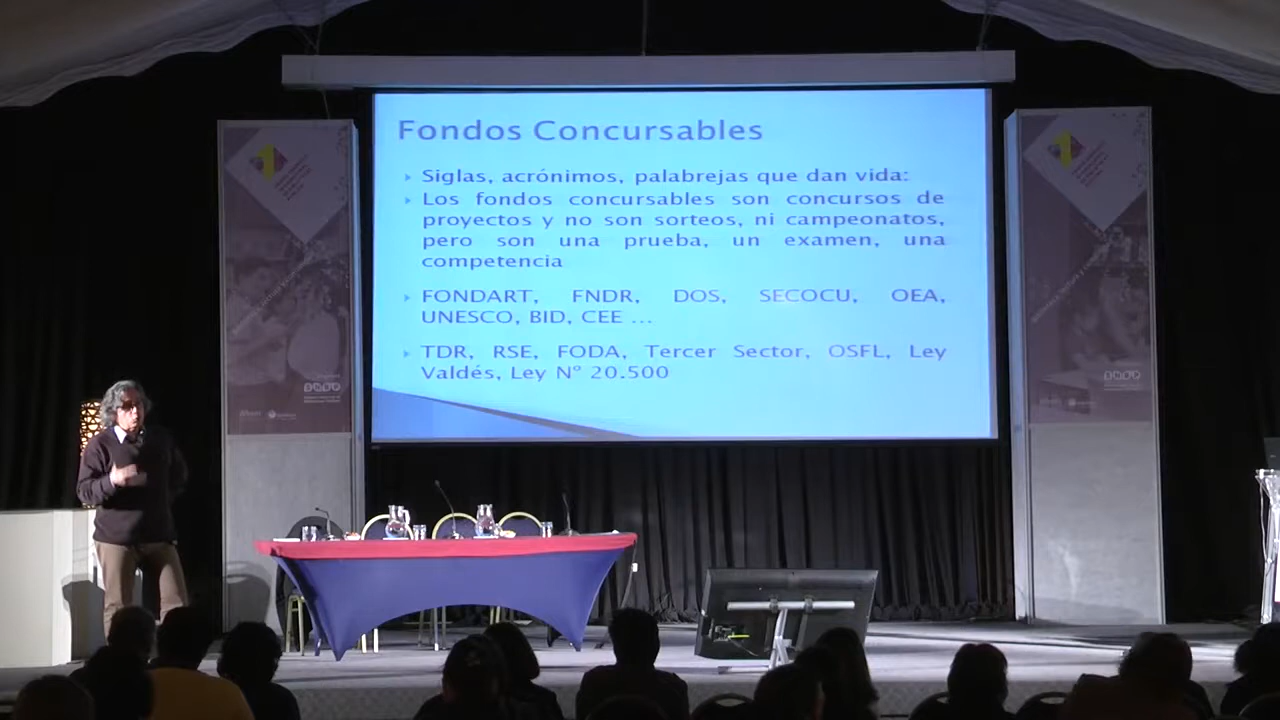 Fondos Concursables
Siglas, acrónimos, palabrejas que dan vida:
Los fondos concursables son concursos de
proyectos y no son sorteos, ni campeonatos,
pero son una prueba, un examen, una
competencia
FONDART, FNDR, DOS, SECOCU, OEA,
UNESCO, BID, CEE ...
TDR, RSE, FODA, Tercer Sector, OSFL, Ley
Valdés, Ley Nº 20.500